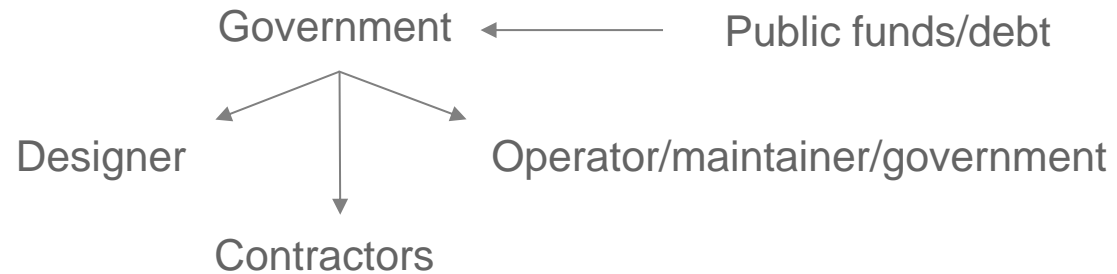 Government
Public funds/debt
Designer
Operator/maintainer/government
Contractors